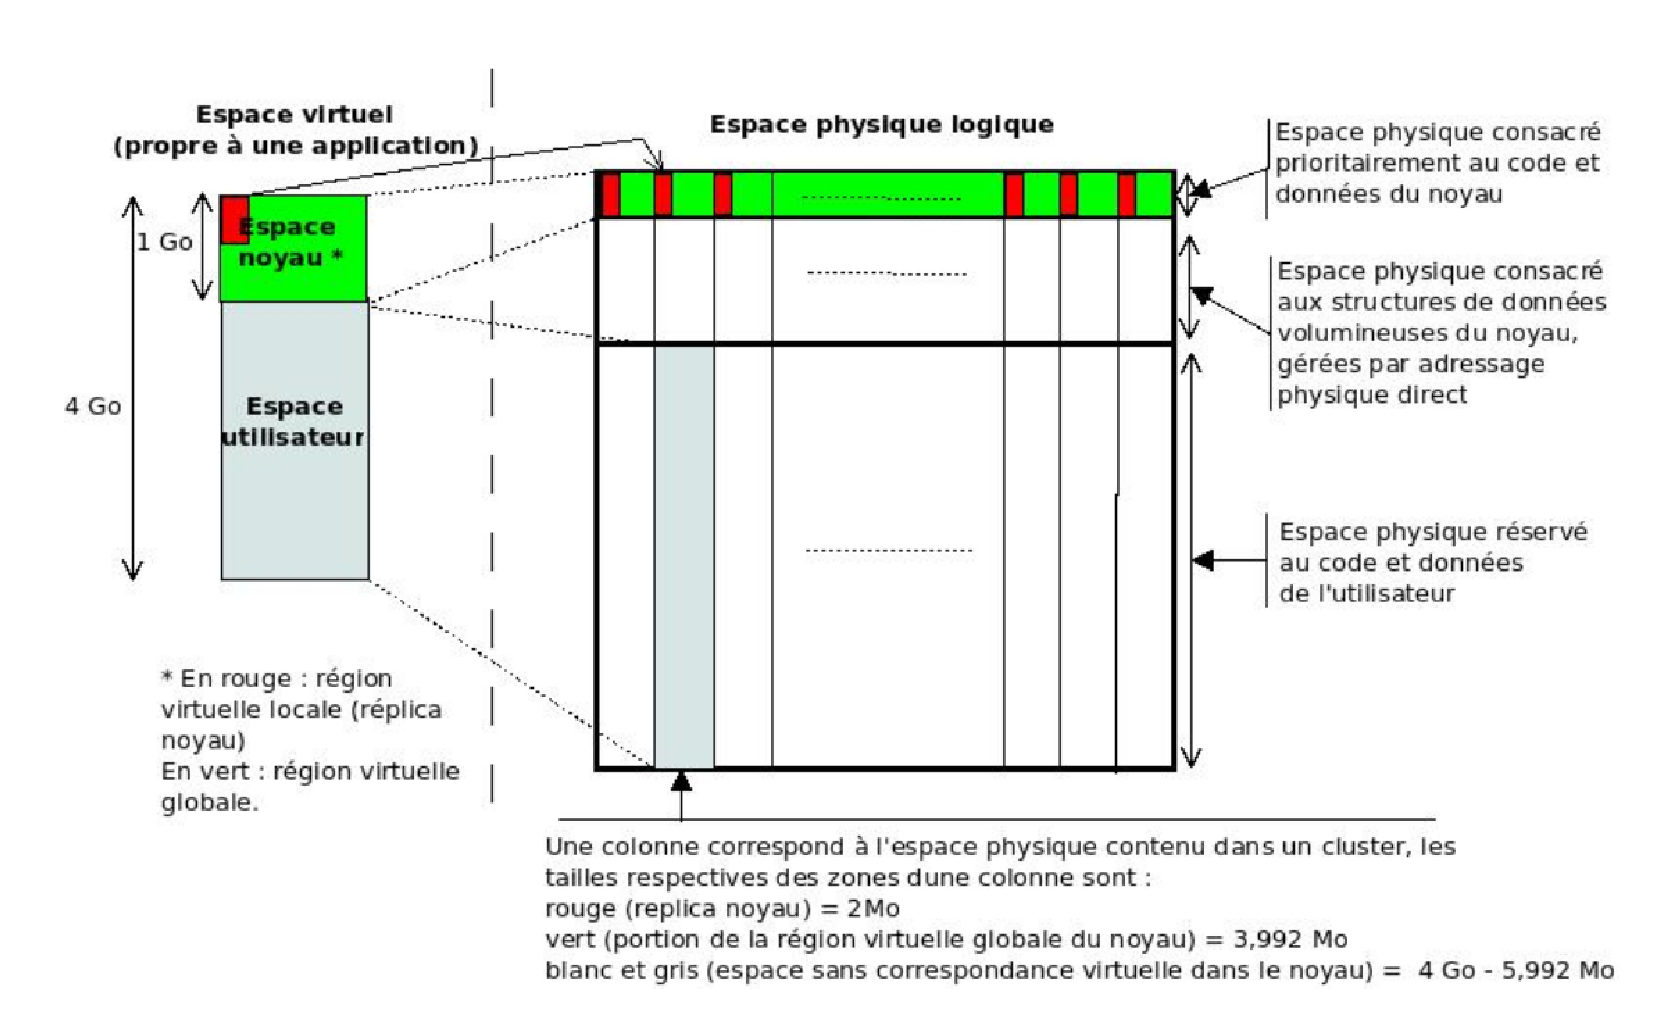 Espace virtuel
(propre à une application)
Espace physique logique
1 Go
Espace
noyau *
4 Go
Espace
utilisateur
* En rouge : région
virtuelle locale (réplica
noyau)
En vert : région virtuelle
globale.
Espace physique consacré
prioritairement au code et
données du noyau
Espace physique consacré
aux structures de données
volumineuses du noyau,
gérées par adressage
physique direct
Espace physique réservé
au code et données
de l'utilisateur
Une colonne correspond à l'espace physique contenu dans un cluster, les
tailles respectives des zones dune colonne sont :
rouge (replica noyau) = 2Mo
vert (portion de la région virtuelle globale du noyau) = 3,992 Mo
blanc et gris (espace sans correspondance virtuelle dans le noyau) = 4 Go - 5,992 Mo